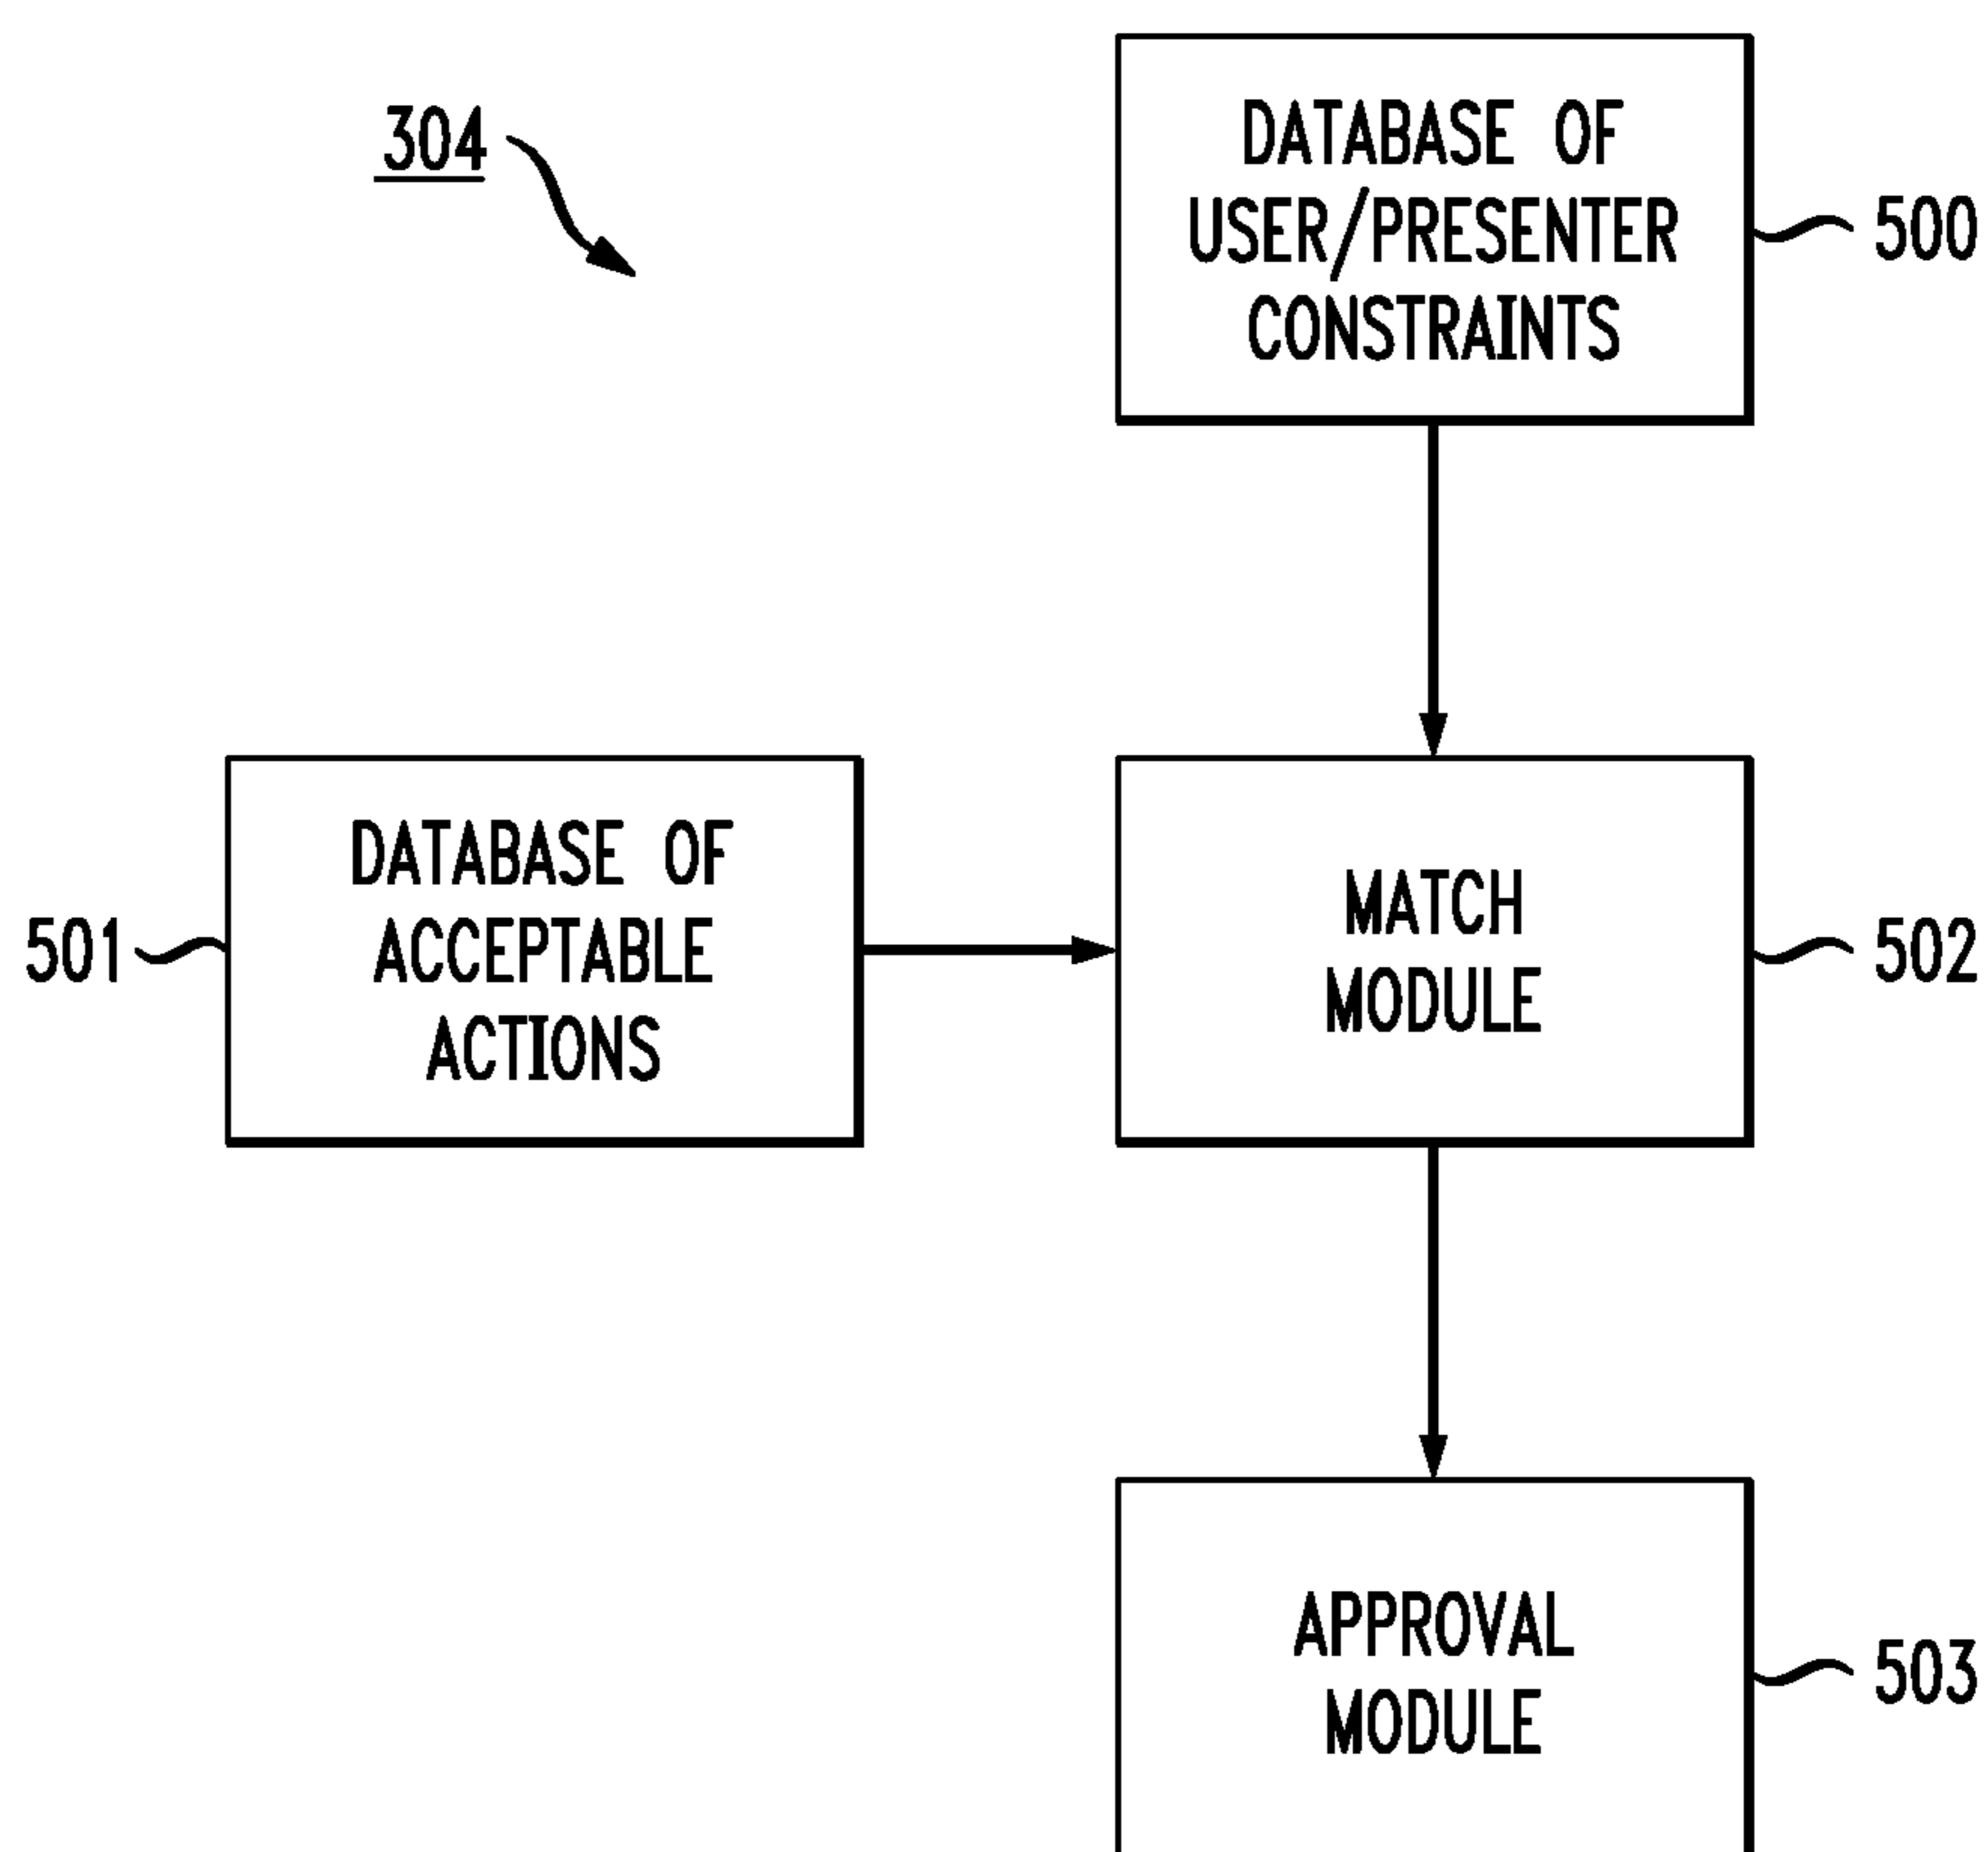 304
DATABASE OF
USER/PRESENTER
CONSTRAINTS
500
501
DATABASE OF
ACCEPTABLE
ACTIONS
MATCH
MODULE
502
APPROVAL
MODULE
503